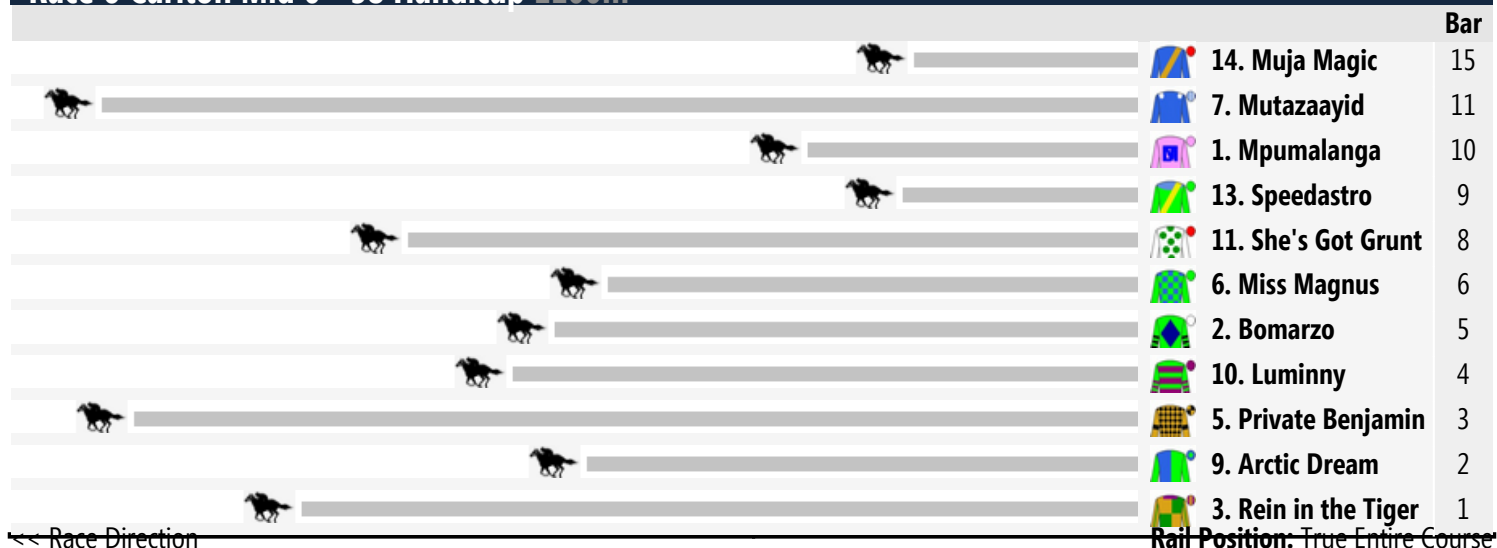 Bar
14. Muja Magic 15
7. Mutazaayid 11
1. Mpumalanga 10
13. Speedastro 9
11. She's Got Grunt 8
6. Miss Magnus 6
2. Bomarzo 5
10. Luminny 4
5. Private Benjamin 3
9. Arctic Dream 2
3. Rein in the Tiger 1
<< Race Direction Rail Position: True Entire Course